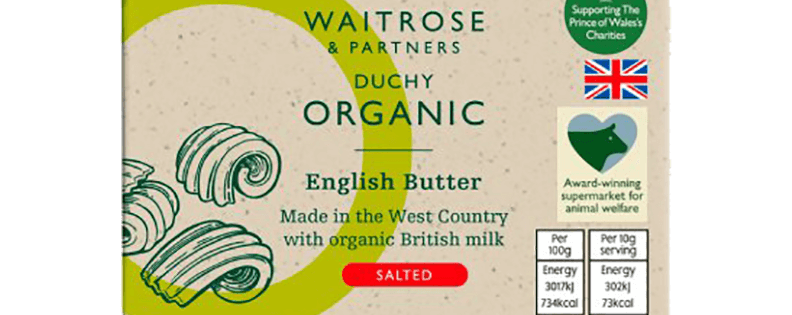 WAITROSE
& PARTNERS
DUCHY
ORGANIC
English Butter
Made in the West Country
with organic British milk
SALTED
Supporting The
Prince of Wales's
Charities
Award-winning
supermarket for
animal welfare
Per 100g
Per 10g serving
Energy
3017kJ
734kcal
Energy
302kJ
73kcal